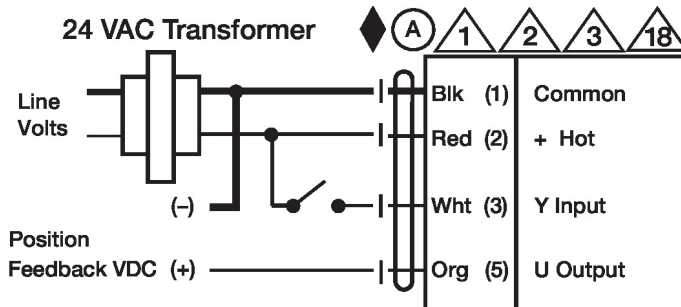 24 VAC Transformer
A
1
2
3
18
Line
Volts
Blk (1) Common
Red (2) + Hot
(–)
Wht (3) Y Input
Position
Feedback VDC (+)
Org (5) U Output